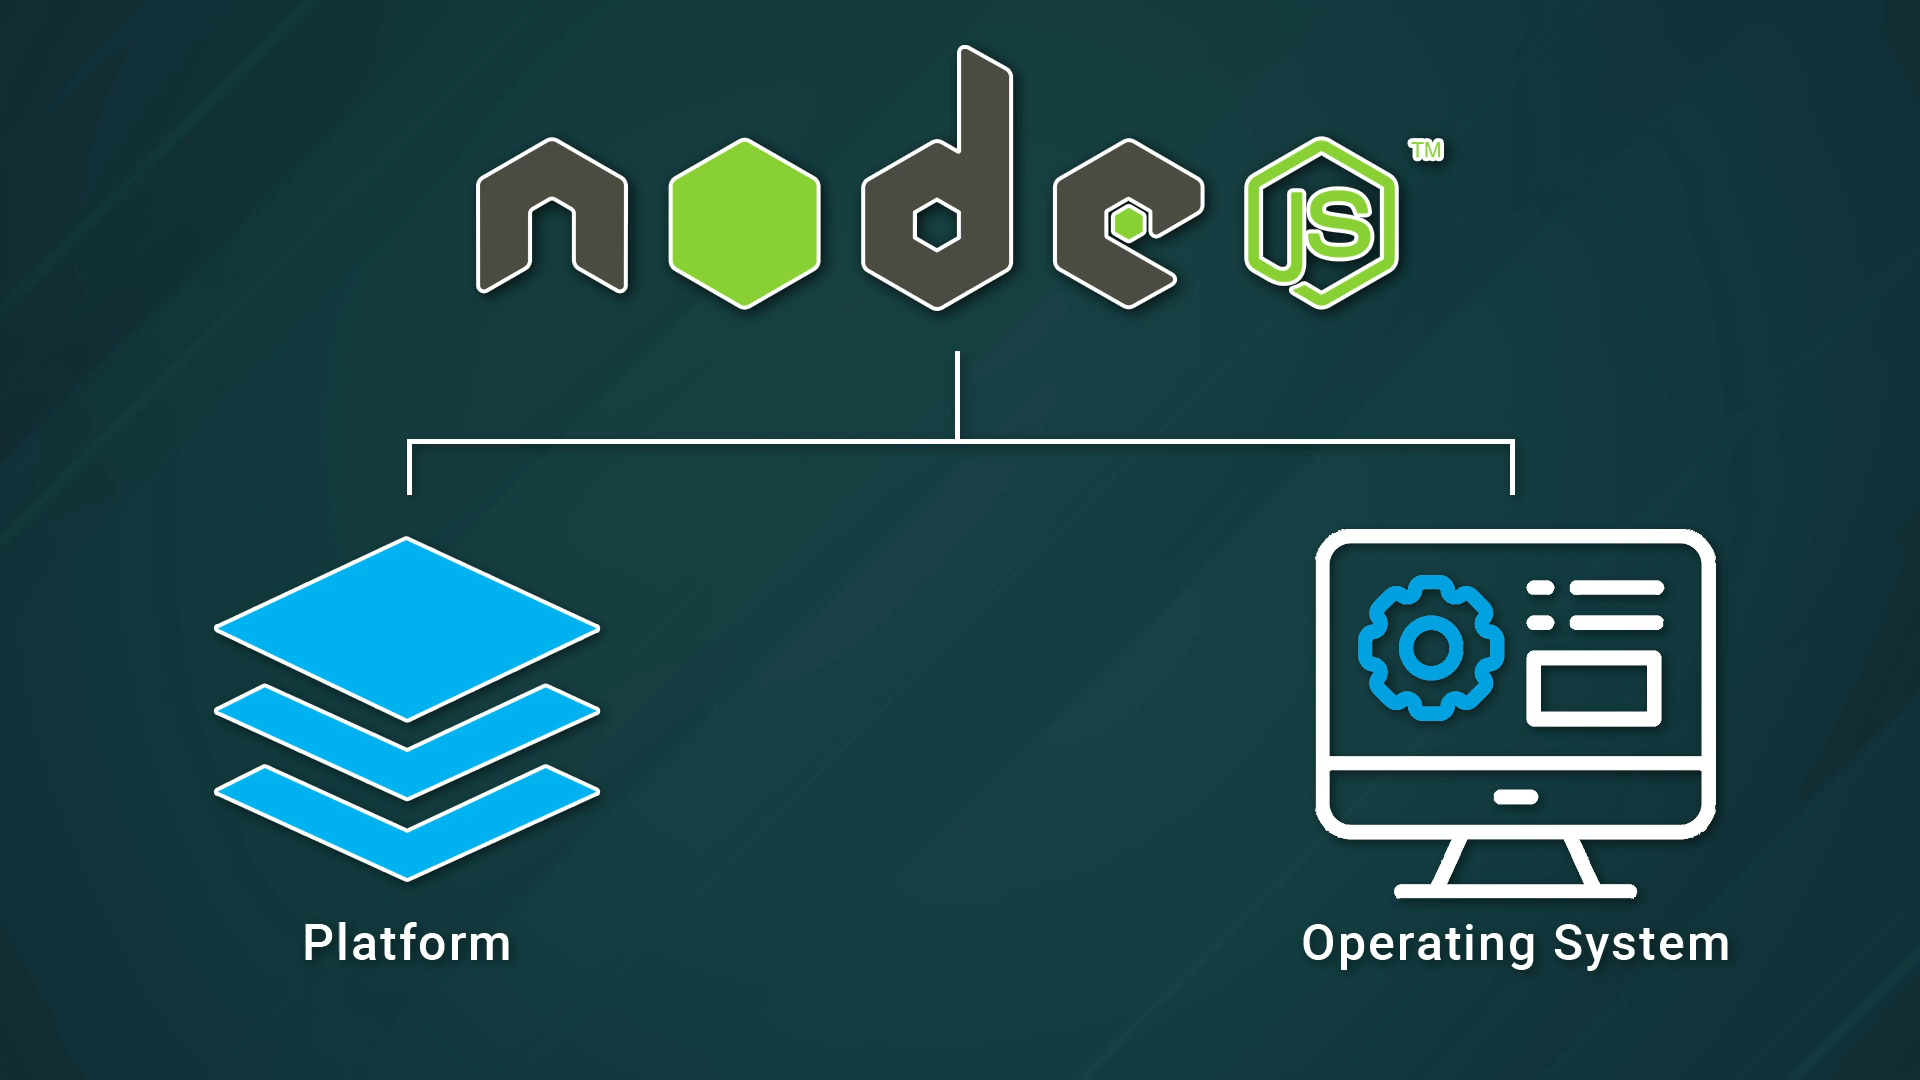 node JS ™
Platform
Operating System